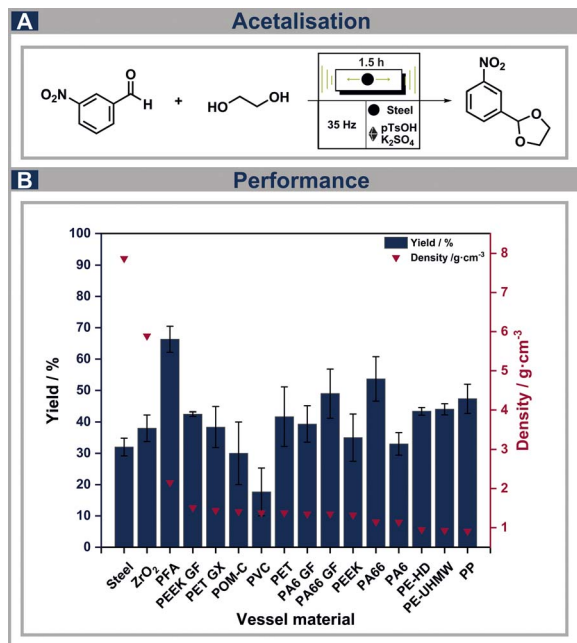 A Acetalisation
O₂N
O
H
+
HO
OH
1.5 h
Steel
35 Hz
pTsOH
K₂SO₄
NO₂
O
O
B Performance
Yield / %
Density /g·cm⁻³
100
90
80
70
60
50
40
30
20
10
0
Yield / %
8
7
6
5
4
3
2
1
Density / g·cm⁻³
Steel
ZrO₂
PFA
PEEK GF
PET GX
POM-C
PVC
PET
PA6 GF
PA66 GF
PEEK
PA66
PA6
PE-HD
PE-UHMW
PP
Vessel material